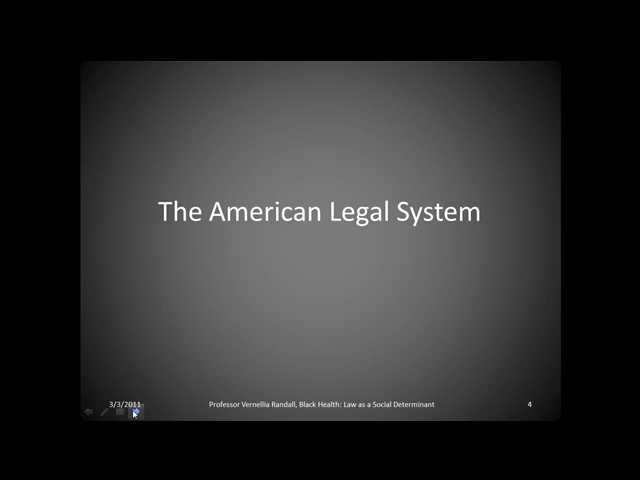 The American Legal System
3/3/2011 Professor Vernellia Randall, Black Health: Law as a Social Determinant 4